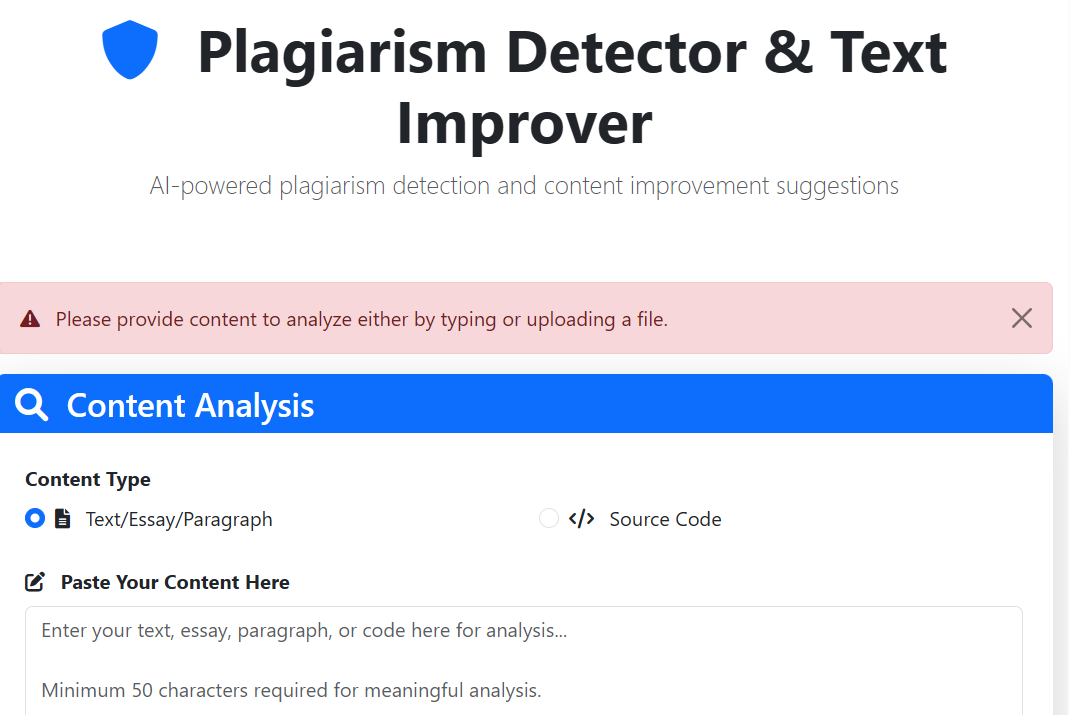 Plagiarism Detector & Text
Improver
AI-powered plagiarism detection and content improvement suggestions
Please provide content to analyze either by typing or uploading a file.
Content Analysis
Content Type
Text/Essay/Paragraph
</> Source Code
Paste Your Content Here
Enter your text, essay, paragraph, or code here for analysis...
Minimum 50 characters required for meaningful analysis.